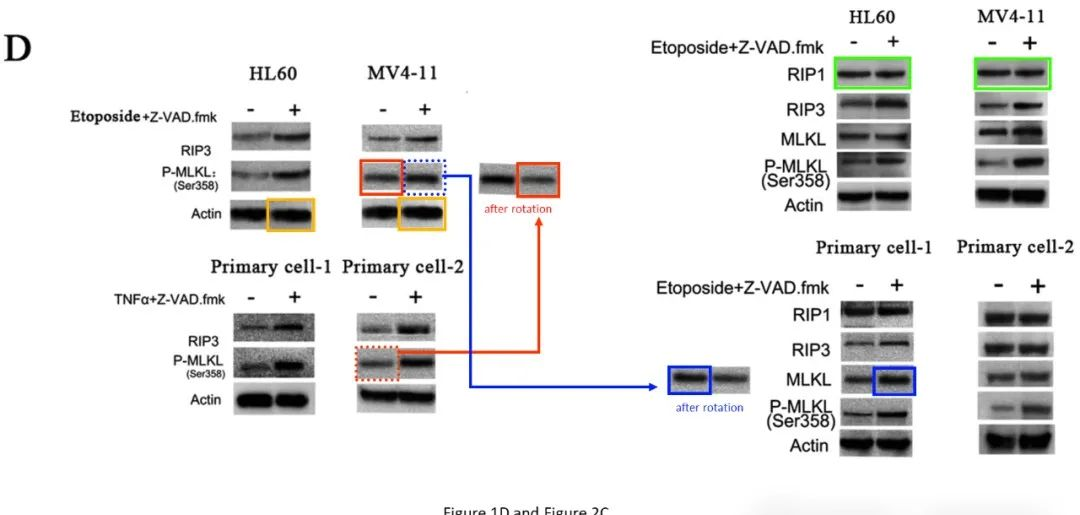 D
HL60 MV4-11
- + - +
Etoposide+Z-VAD.fmk
RIP3
P-MLKL:
(Ser358)
Actin
after rotation
Primary cell-1 Primary cell-2
- + - +
TNFα+Z-VAD.fmk
RIP3
P-MLKL
(Ser358)
Actin
HL60 MV4-11
Etoposide+Z-VAD.fmk - + - +
RIP1
RIP3
MLKL
P-MLKL
(Ser358)
Actin
Primary cell-1 Primary cell-2
Etoposide+Z-VAD.fmk - + - +
RIP1
RIP3
MLKL
after rotation
P-MLKL
(Ser358)
Actin
Figure 1D and Figure 2C